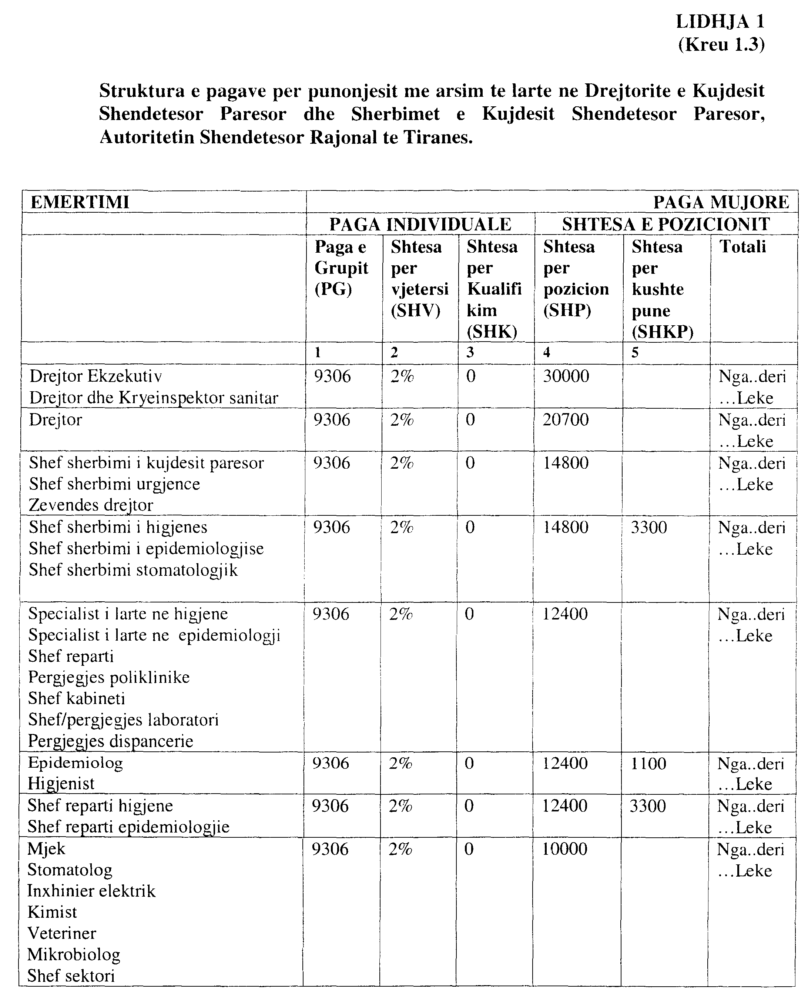 LIDHJA 1
(Kreu 1.3)
Struktura e pagave per punonjesit me arsim te larte ne Drejtorite e Kujdesit
Shendetesor Paresor dhe Sherbimet e Kujdesit Shendetesor Paresor,
Autoritetin Shendetesor Rajonal te Tiranes.
EMERTIMI PAGA MUJORE
PAGA INDIVIDUALE SHTESA E POZICIONIT
Paga e Shtesa Shtesa Shtesa Shtesa Totali
Grupit per per per per
(PG) vjetersi Kualifi pozicion kushte
(SHV) kim (SHP) pune
(SHK) (SHKP)
1 2 3 4 5
Drejtor Ekzekutiv 9306 2% 0 30000 Nga..deri
Drejtor dhe Kryeinspektor sanitar ...Leke
Drejtor 9306 2% 0 20700 Nga..deri
...Leke
Shef sherbimi i kujdesit paresor 9306 2% 0 14800 Nga..deri
Shef sherbimi urgjence ...Leke
Zevendes drejtor
Shef sherbimi i higjenes 9306 2% 0 14800 3300 Nga..deri
Shef sherbimi i epidemiologjise ...Leke
Shef sherbimi stomatologjik
Specialist i larte ne higjene 9306 2% 0 12400 Nga..deri
Specialist i larte ne epidemiologji ...Leke
Shef reparti
Pergjegjes poliklinike
Shef kabineti
Shef/pergjegjes laboratori
Pergjegjes dispancerie
Epidemiolog 9306 2% 0 12400 1100 Nga..deri
Higjenist ...Leke
Shef reparti higjene 9306 2% 0 12400 3300 Nga..deri
Shef reparti epidemiologjie ...Leke
Mjek 9306 2% 0 10000 Nga..deri
Stomatolog ...Leke
Inxhinier elektrik
Kimist
Veteriner
Mikrobiolog
Shef sektori